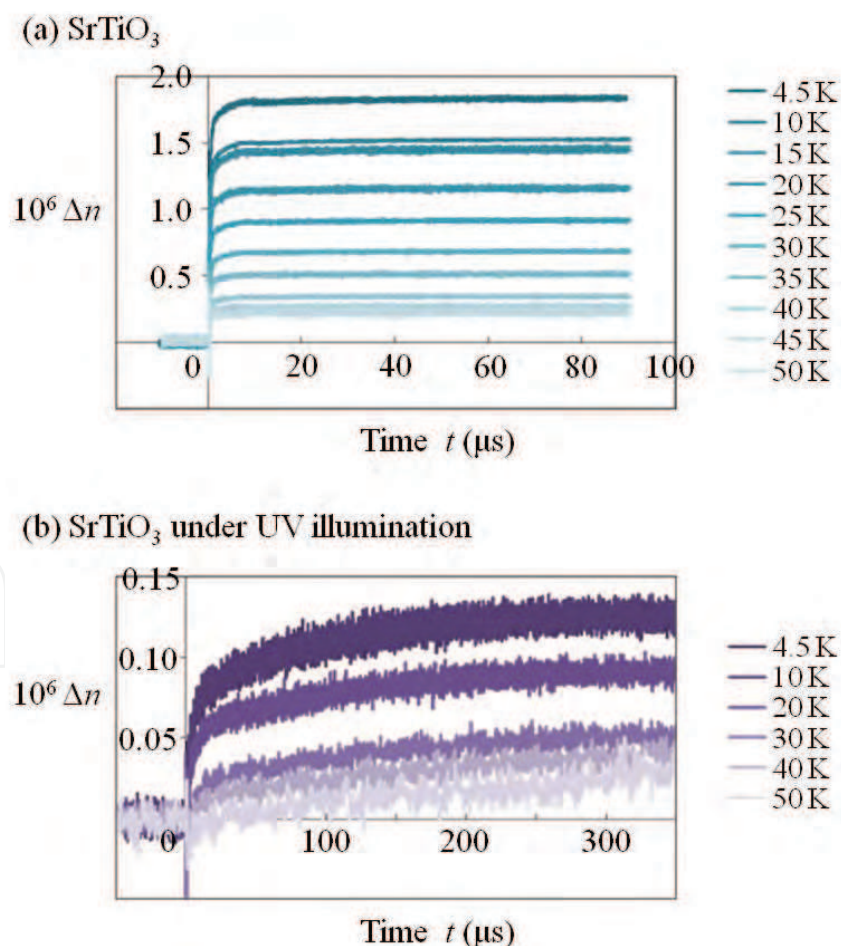 (a) SrTiO₃
2.0
1.5
10⁶ Δn
1.0
0.5
0 20 40 60 80 100
Time t (μs)
4.5 K
10 K
15 K
20 K
25 K
30 K
35 K
40 K
45 K
50 K
(b) SrTiO₃ under UV illumination
0.15
0.10
10⁶ Δn
0.05
0 100 200 300
Time t (μs)
4.5 K
10 K
20 K
30 K
40 K
50 K